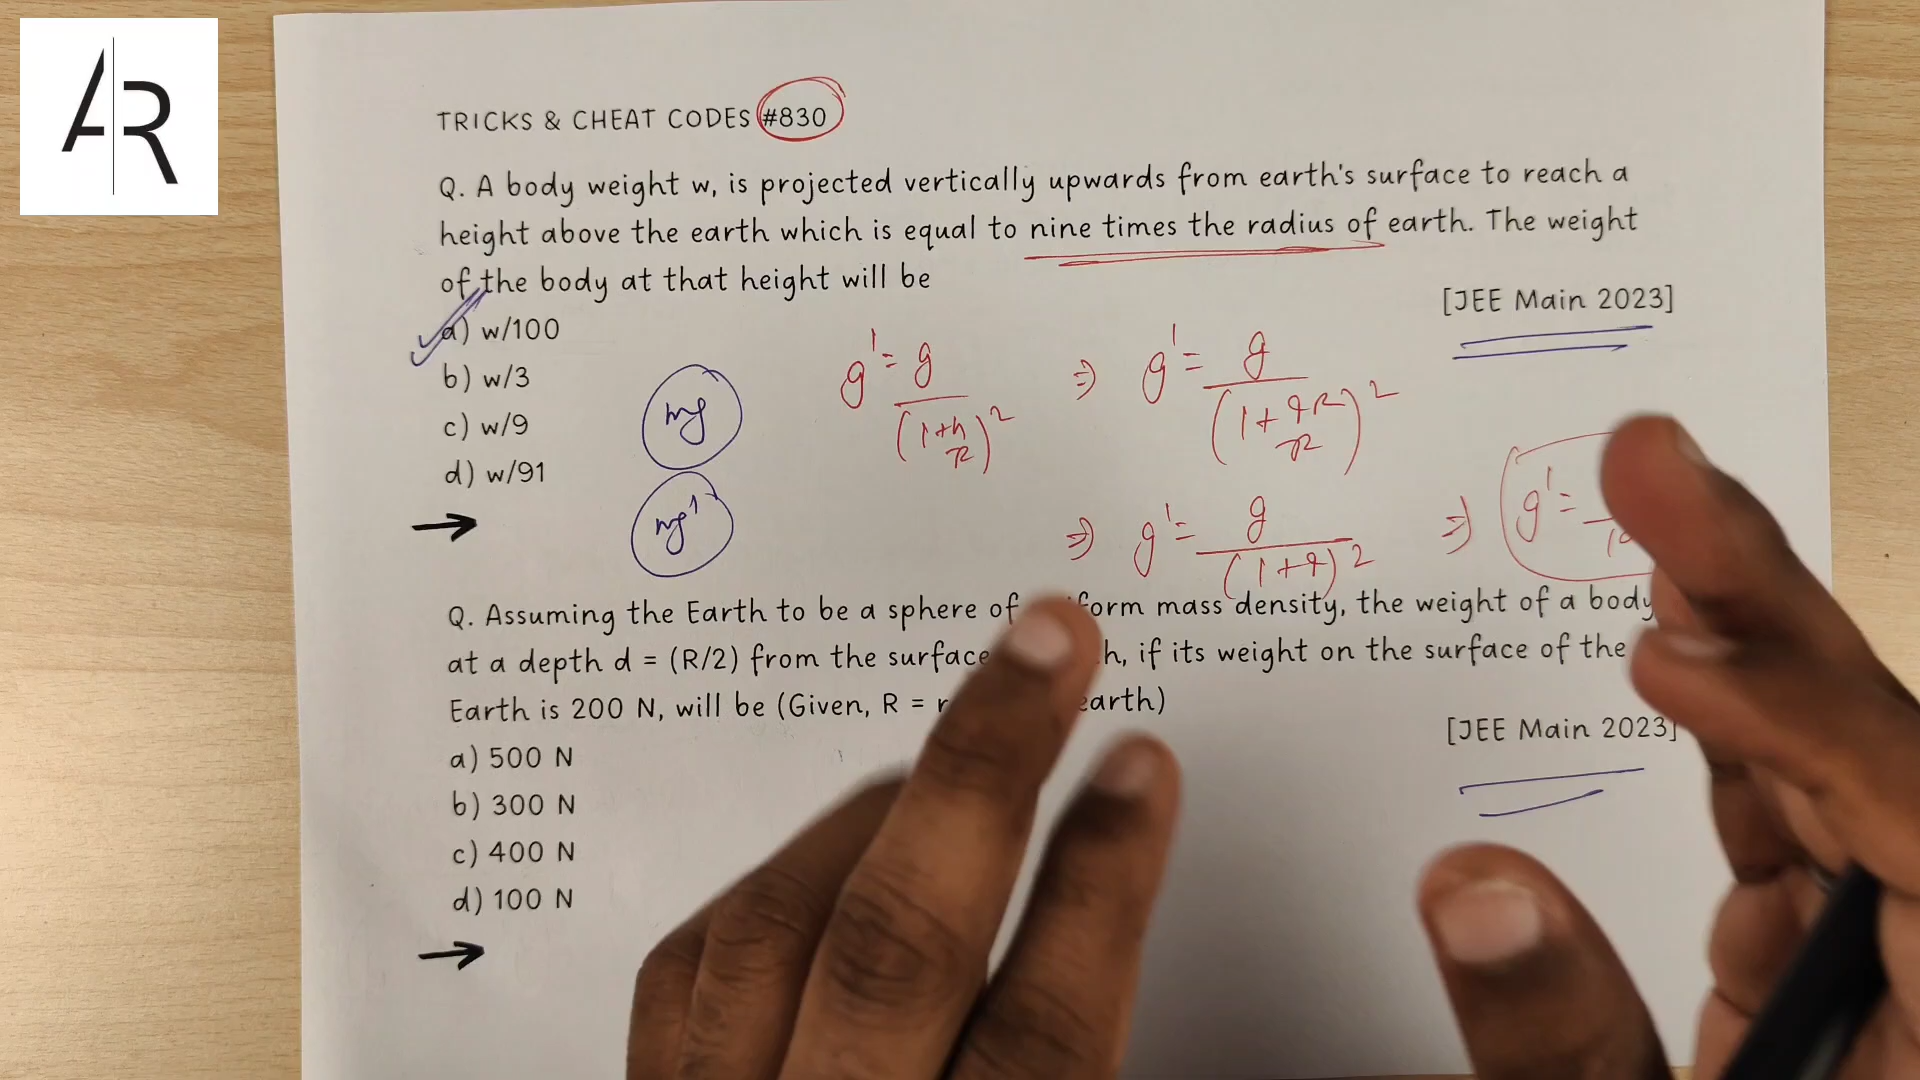 AR
TRICKS & CHEAT CODES #830
Q. A body weight w, is projected vertically upwards from earth's surface to reach a
height above the earth which is equal to nine times the radius of earth. The weight
of the body at that height will be
[JEE Main 2023]
a) w/100
b) w/3
c) w/9
d) w/91
mg
mg'
g' = g / (1+h/R)²
⇒ g' = g / (1+9R/R)²
⇒ g' = g / (1+9)²
⇒ g' =
Q. Assuming the Earth to be a sphere of form mass density, the weight of a body
at a depth d = (R/2) from the surface h, if its weight on the surface of the
Earth is 200 N, will be (Given, R = earth)
[JEE Main 2023]
a) 500 N
b) 300 N
c) 400 N
d) 100 N